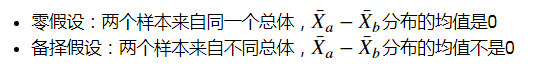 • 零假设：两个样本来自同一个总体，X̄ₐ − X̄_b分布的均值是0
• 备择假设：两个样本来自不同总体，X̄ₐ − X̄_b分布的均值不是0